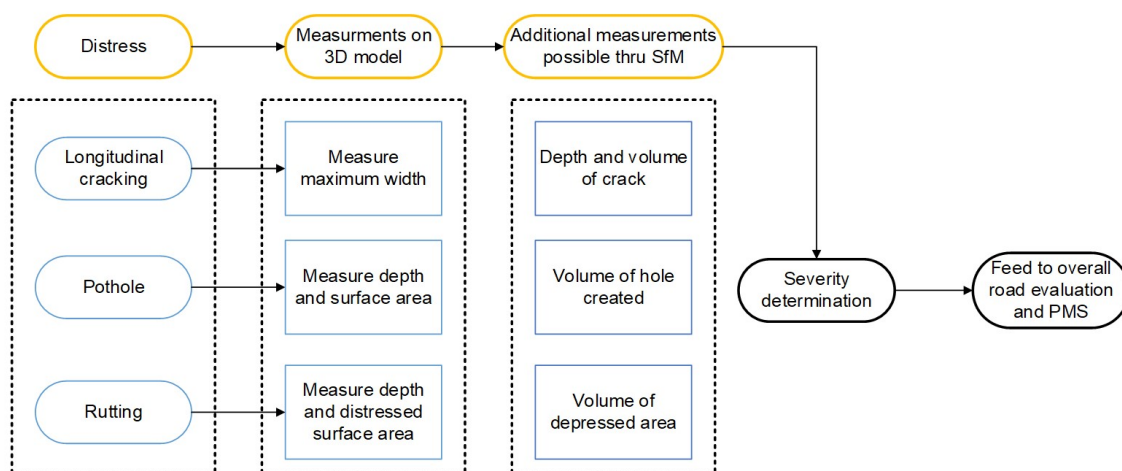 Distress
Measurments on
3D model
Additional measurements
possible thru SfM
Longitudinal
cracking
Measure
maximum width
Depth and volume
of crack
Pothole
Measure depth
and surface area
Volume of hole
created
Severity
determination
Feed to overall
road evaluation
and PMS
Rutting
Measure depth
and distressed
surface area
Volume of
depressed area